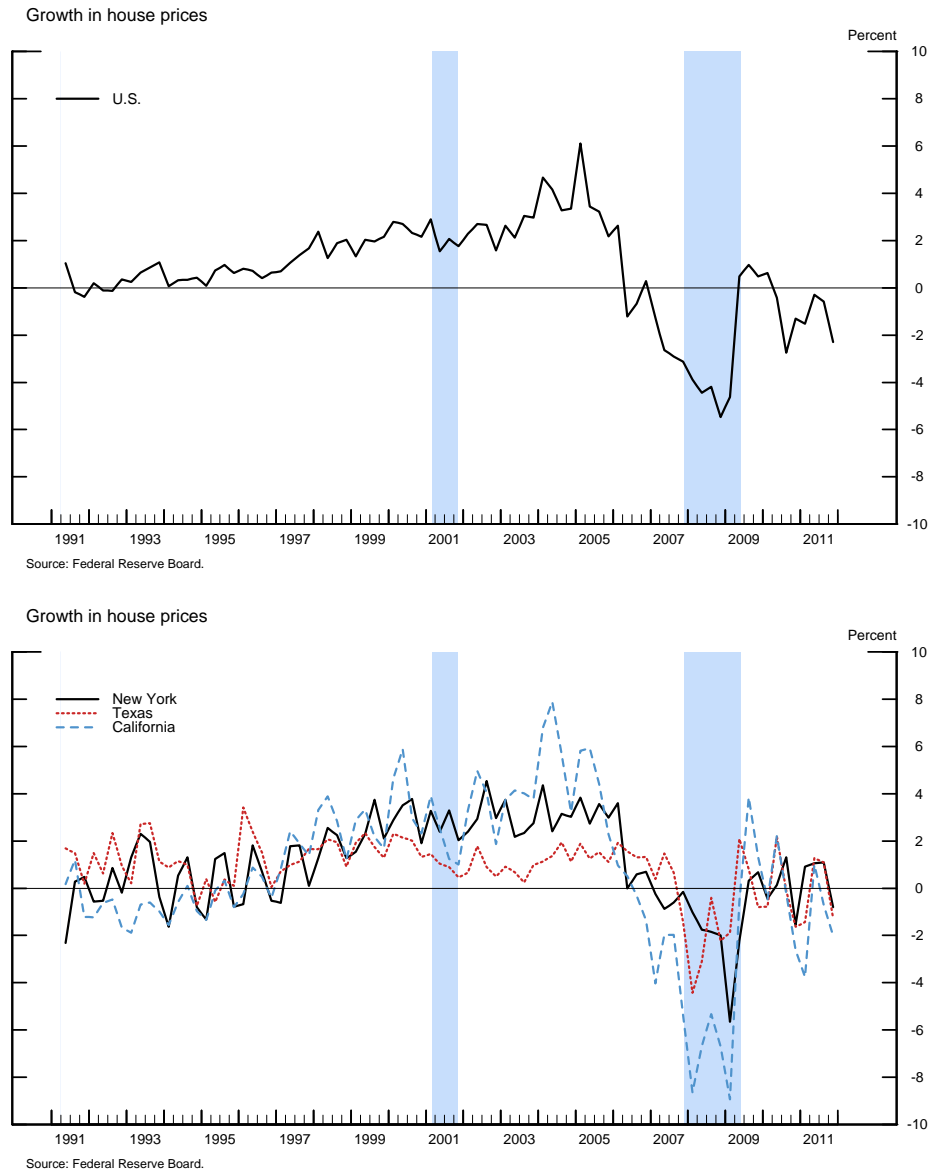 Growth in house prices
Percent
10
U.S.
8
6
4
2
0
-2
-4
-6
-8
-10
1991 1993 1995 1997 1999 2001 2003 2005 2007 2009 2011
Source: Federal Reserve Board.
Growth in house prices
Percent
10
New York
Texas
California
8
6
4
2
0
-2
-4
-6
-8
-10
1991 1993 1995 1997 1999 2001 2003 2005 2007 2009 2011
Source: Federal Reserve Board.